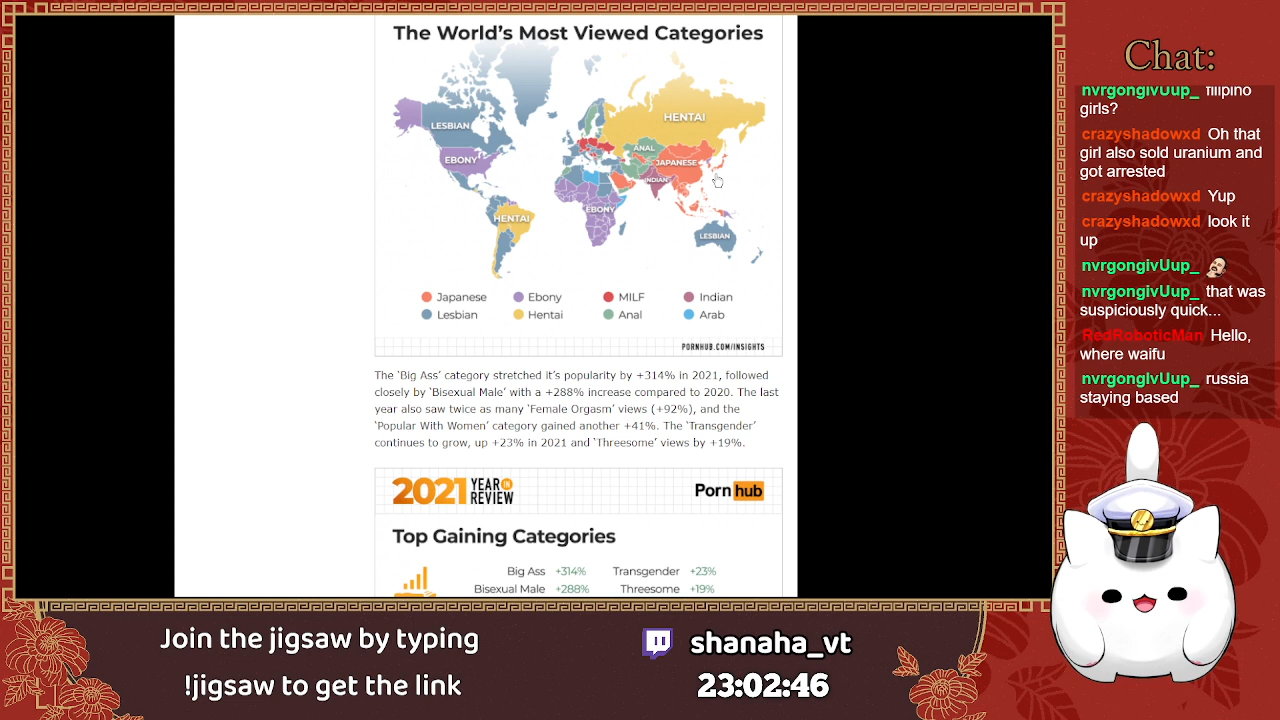 The World's Most Viewed Categories
LESBIAN
EBONY
HENTAI
HENTAI
ANAL
JAPANESE
INDIAN
EBONY
LESBIAN
Japanese Ebony MILF Indian
Lesbian Hentai Anal Arab
PORNHUB.COM/INSIGHTS
The 'Big Ass' category stretched it's popularity by +314% in 2021, followed
closely by 'Bisexual Male' with a +288% increase compared to 2020. The last
year also saw twice as many 'Female Orgasm' views (+92%), and the
'Popular With Women' category gained another +41%. The 'Transgender'
continues to grow, up +23% in 2021 and 'Threesome' views by +19%.
2021 YEAR IN REVIEW
Porn hub
Top Gaining Categories
Big Ass +314% Transgender +23%
Bisexual Male +288% Threesome +19%
Chat:
nvrgongivUup_ filipino
girls?
crazyshadowxd Oh that
girl also sold uranium and
got arrested
crazyshadowxd Yup
crazyshadowxd look it
up
nvrgongivUup_
nvrgongivUup_ that was
suspiciously quick...
RedRoboticMan Hello,
where waifu
nvrgongivUup_ russia
staying based
Join the jigsaw by typing
!jigsaw to get the link
shanaha_vt
23:02:46